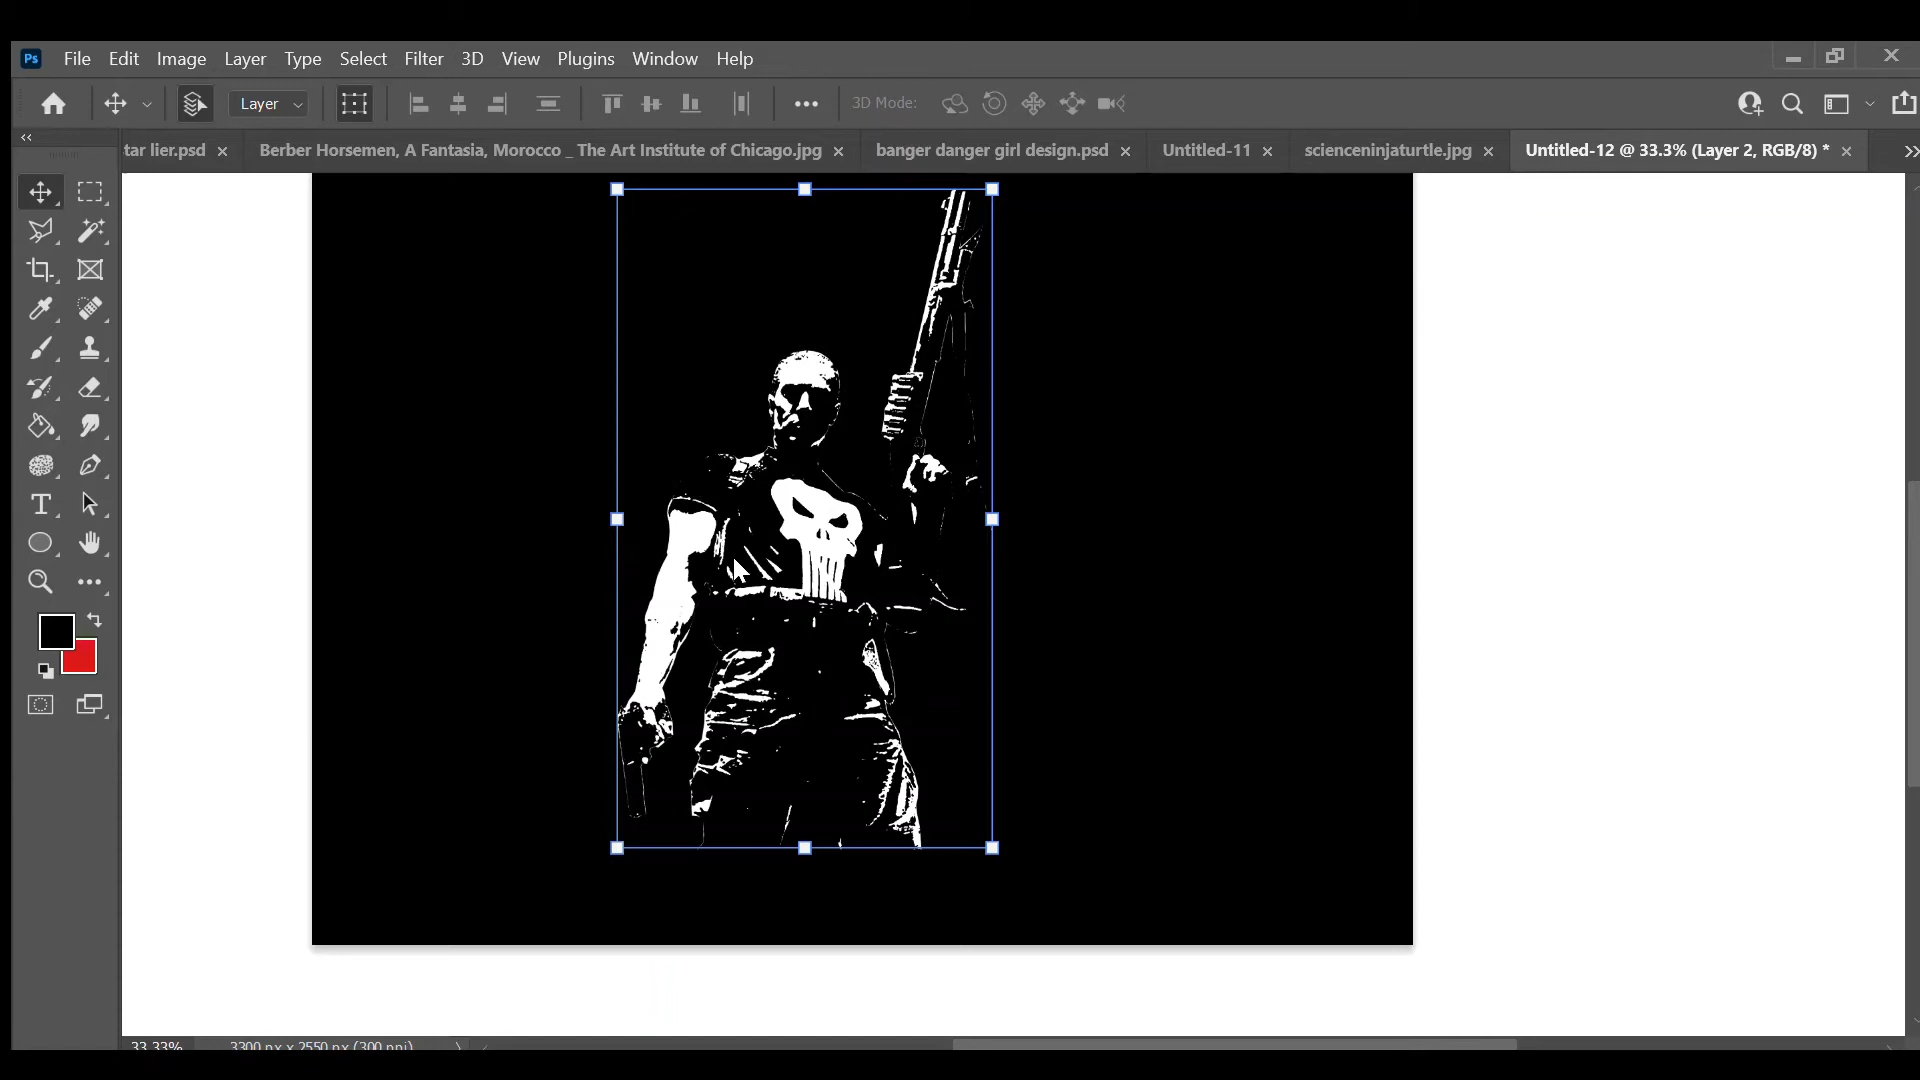 Ps File Edit Image Layer Type Select Filter 3D View Plugins Window Help
Layer 3D Mode:
tar lier.psd Berber Horsemen, A Fantasia, Morocco _ The Art Institute of Chicago.jpg banger danger girl design.psd Untitled-11 scienceninjaturtle.jpg Untitled-12 @ 33.3% (Layer 2, RGB/8) *
33.33% 3300 px x 2550 px (300 ppi)